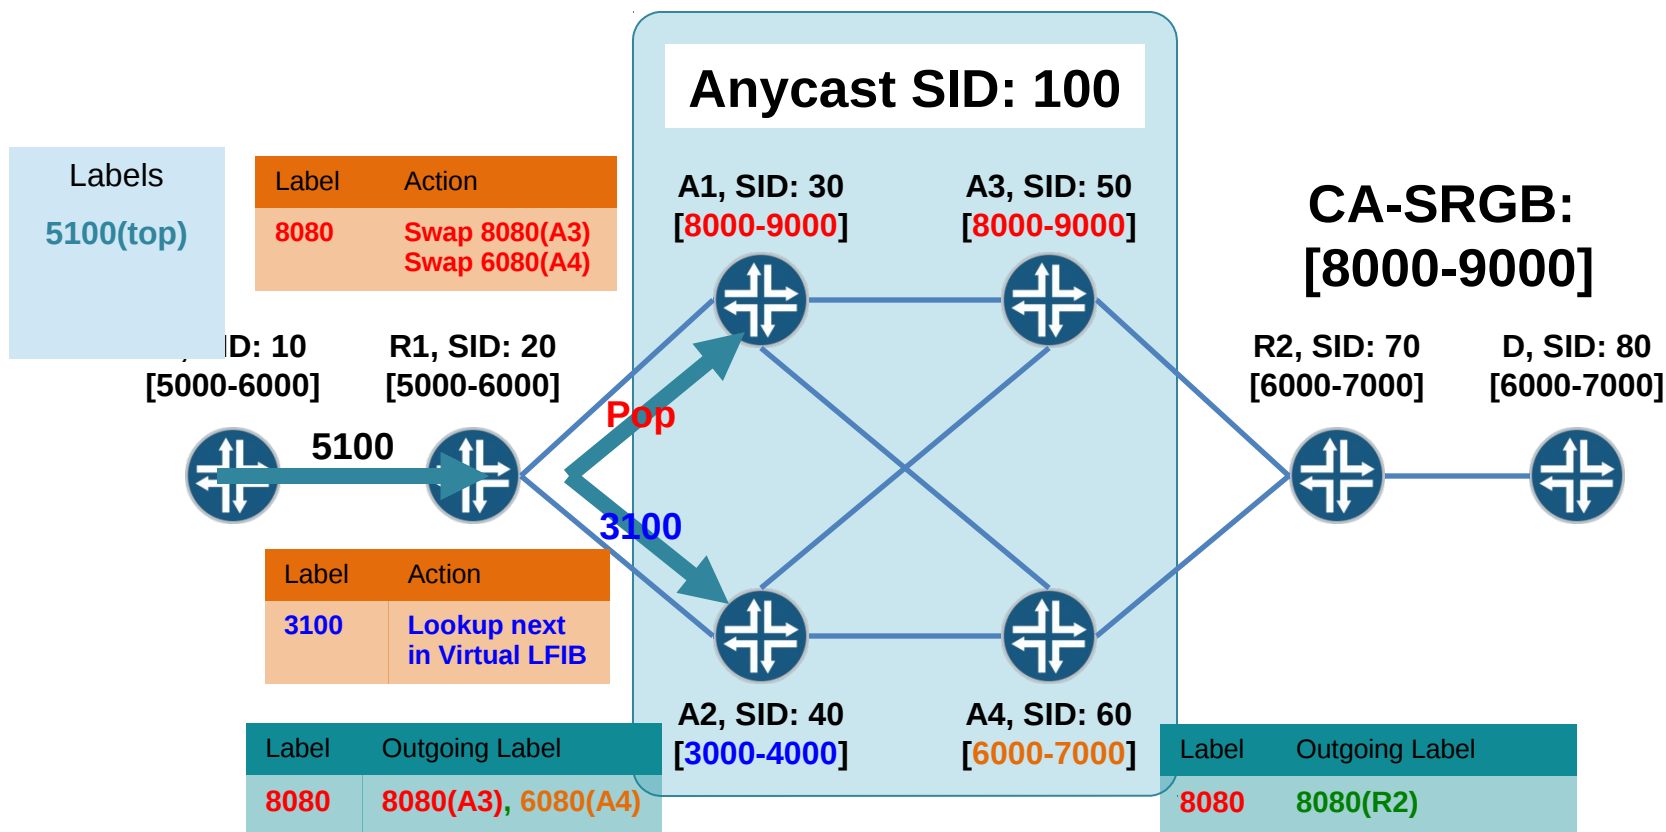 Anycast SID: 100
Labels
5100(top)
Label Action
8080 Swap 8080(A3)
Swap 6080(A4)
A1, SID: 30
[8000-9000]
A3, SID: 50
[8000-9000]
CA-SRGB:
[8000-9000]
ID: 10
[5000-6000]
R1, SID: 20
[5000-6000]
R2, SID: 70
[6000-7000]
D, SID: 80
[6000-7000]
Pop
5100
3100
Label Action
3100 Lookup next
in Virtual LFIB
A2, SID: 40
[3000-4000]
A4, SID: 60
[6000-7000]
Label Outgoing Label
8080 8080(A3), 6080(A4)
Label Outgoing Label
8080 8080(R2)